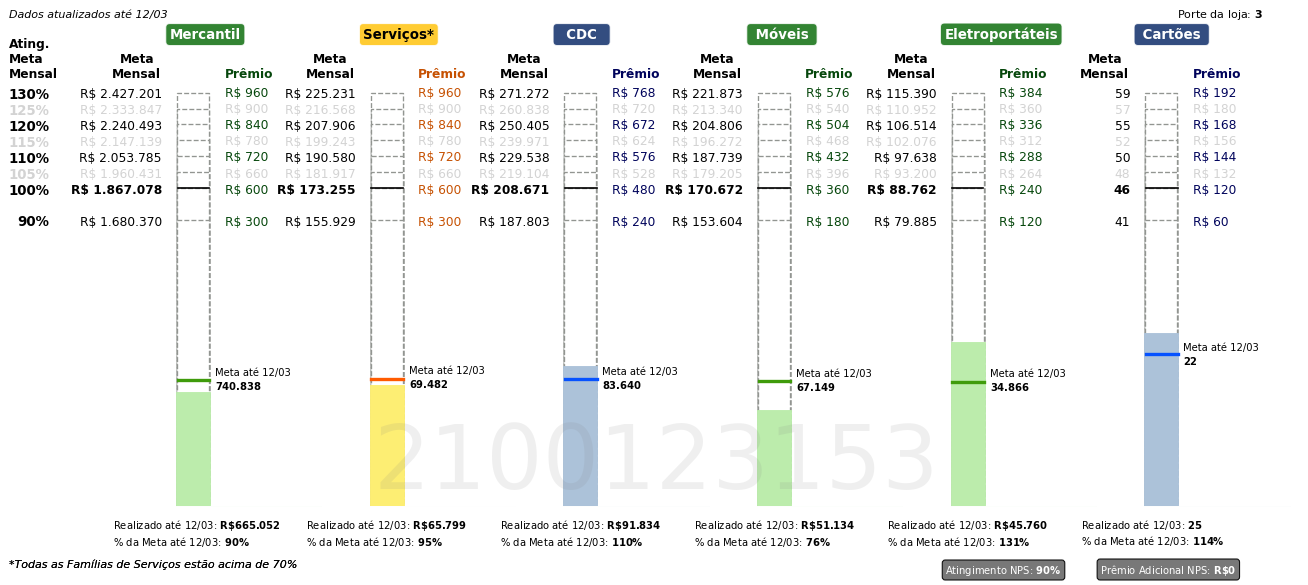 Dados atualizados até 12/03
Porte da loja: 3
Mercantil Serviços* CDC Móveis Eletroportáteis Cartões
Ating. Meta Mensal
Meta Mensal Prêmio Meta Mensal Prêmio Meta Mensal Prêmio Meta Mensal Prêmio Meta Mensal Prêmio Meta Mensal Prêmio
130% R$ 2.427.201 R$ 960 R$ 225.231 R$ 960 R$ 271.272 R$ 768 R$ 221.873 R$ 576 R$ 115.390 R$ 384 59 R$ 192
125% R$ 2.333.847 R$ 900 R$ 216.568 R$ 900 R$ 260.838 R$ 720 R$ 213.340 R$ 540 R$ 110.952 R$ 360 57 R$ 180
120% R$ 2.240.493 R$ 840 R$ 207.906 R$ 840 R$ 250.405 R$ 672 R$ 204.806 R$ 504 R$ 106.514 R$ 336 55 R$ 168
115% R$ 2.147.139 R$ 780 R$ 199.243 R$ 780 R$ 239.971 R$ 624 R$ 196.272 R$ 468 R$ 102.076 R$ 312 52 R$ 156
110% R$ 2.053.785 R$ 720 R$ 190.580 R$ 720 R$ 229.538 R$ 576 R$ 187.739 R$ 432 R$ 97.638 R$ 288 50 R$ 144
105% R$ 1.960.431 R$ 660 R$ 181.917 R$ 660 R$ 219.104 R$ 528 R$ 179.205 R$ 396 R$ 93.200 R$ 264 48 R$ 132
100% R$ 1.867.078 R$ 600 R$ 173.255 R$ 600 R$ 208.671 R$ 480 R$ 170.672 R$ 360 R$ 88.762 R$ 240 46 R$ 120
90% R$ 1.680.370 R$ 300 R$ 155.929 R$ 300 R$ 187.803 R$ 240 R$ 153.604 R$ 180 R$ 79.885 R$ 120 41 R$ 60
Meta até 12/03 Meta até 12/03 Meta até 12/03 Meta até 12/03 Meta até 12/03 Meta até 12/03
740.838 69.482 83.640 67.149 34.866 22
2100123153
Realizado até 12/03: R$665.052 Realizado até 12/03: R$65.799 Realizado até 12/03: R$91.834 Realizado até 12/03: R$51.134 Realizado até 12/03: R$45.760 Realizado até 12/03: 25
% da Meta até 12/03: 90% % da Meta até 12/03: 95% % da Meta até 12/03: 110% % da Meta até 12/03: 76% % da Meta até 12/03: 131% % da Meta até 12/03: 114%
*Todas as Famílias de Serviços estão acima de 70%
Atingimento NPS: 90% Prêmio Adicional NPS: R$0